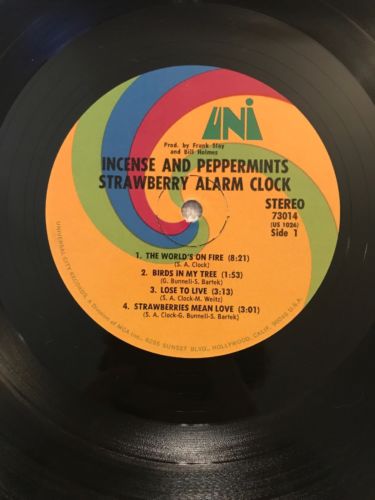 UNI
Prod. by Frank Slay
and Bill Holmes
INCENSE AND PEPPERMINTS
STRAWBERRY ALARM CLOCK
STEREO
73014
(US 1026)
Side 1
1. THE WORLD'S ON FIRE (8:21)
(S. A. Clock)
2. BIRDS IN MY TREE (1:53)
(G. Bunnell-S. Bartek)
3. LOSE TO LIVE (3:13)
(S. A. Clock-M. Weitz)
4. STRAWBERRIES MEAN LOVE (3:01)
(S. A. Clock-G. Bunnell-S. Bartek)
UNIVERSAL CITY RECORDS, A Division of MCA Inc., 8255 SUNSET BLVD., HOLLYWOOD, CALIF. 90046 U.S.A.